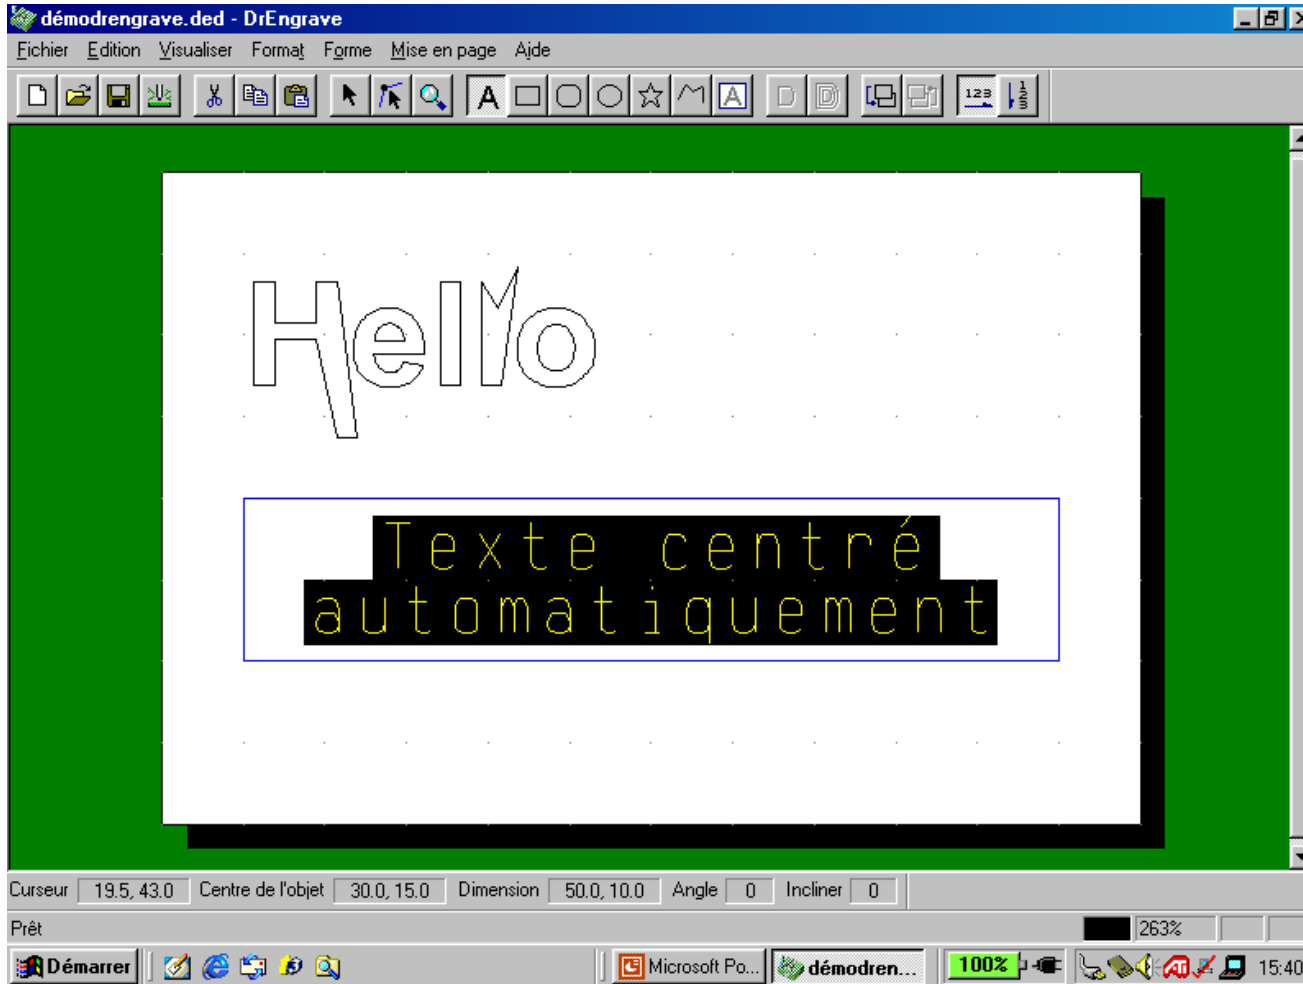 démodrengrave.ded - DrEngrave
Fichier Edition Visualiser Format Forme Mise en page Aide
A A D D 123 123
Hello
Texte centré
automatiquement
Curseur 19.5, 43.0 Centre de l'objet 30.0, 15.0 Dimension 50.0, 10.0 Angle 0 Incliner 0
Prêt 263%
Démarrer Microsoft Po... démodren... 100% 15:40